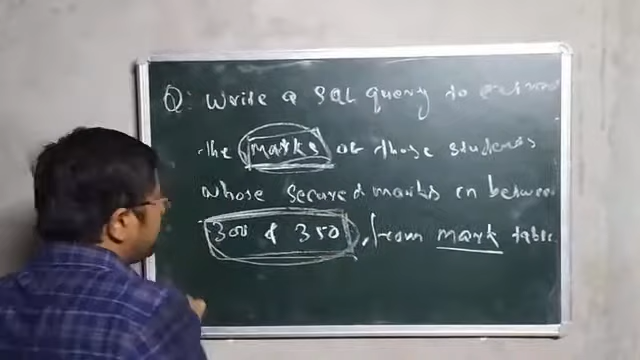 Q: Write a SQL query to
the marks of those students
whose secured marks in between
300 & 350, from mark table